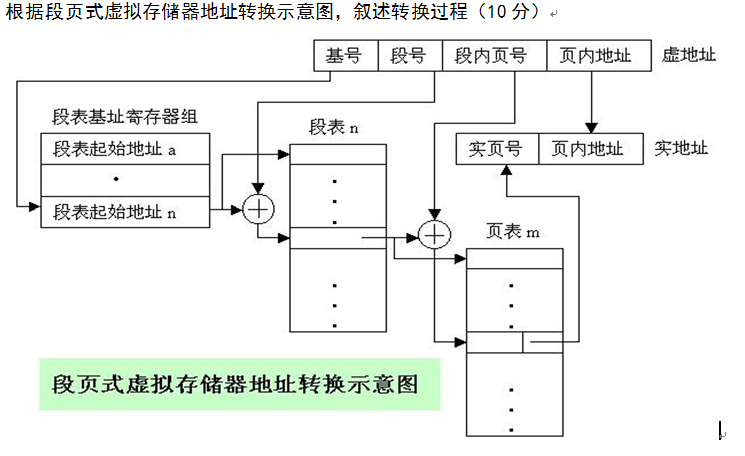 根据段页式虚拟存储器地址转换示意图，叙述转换过程（10 分）
基号 段号 段内页号 页内地址 虚地址
段表基址寄存器组
段表 n
段表起始地址 a
实页号 页内地址 实地址
段表起始地址 n
页表 m
段页式虚拟存储器地址转换示意图